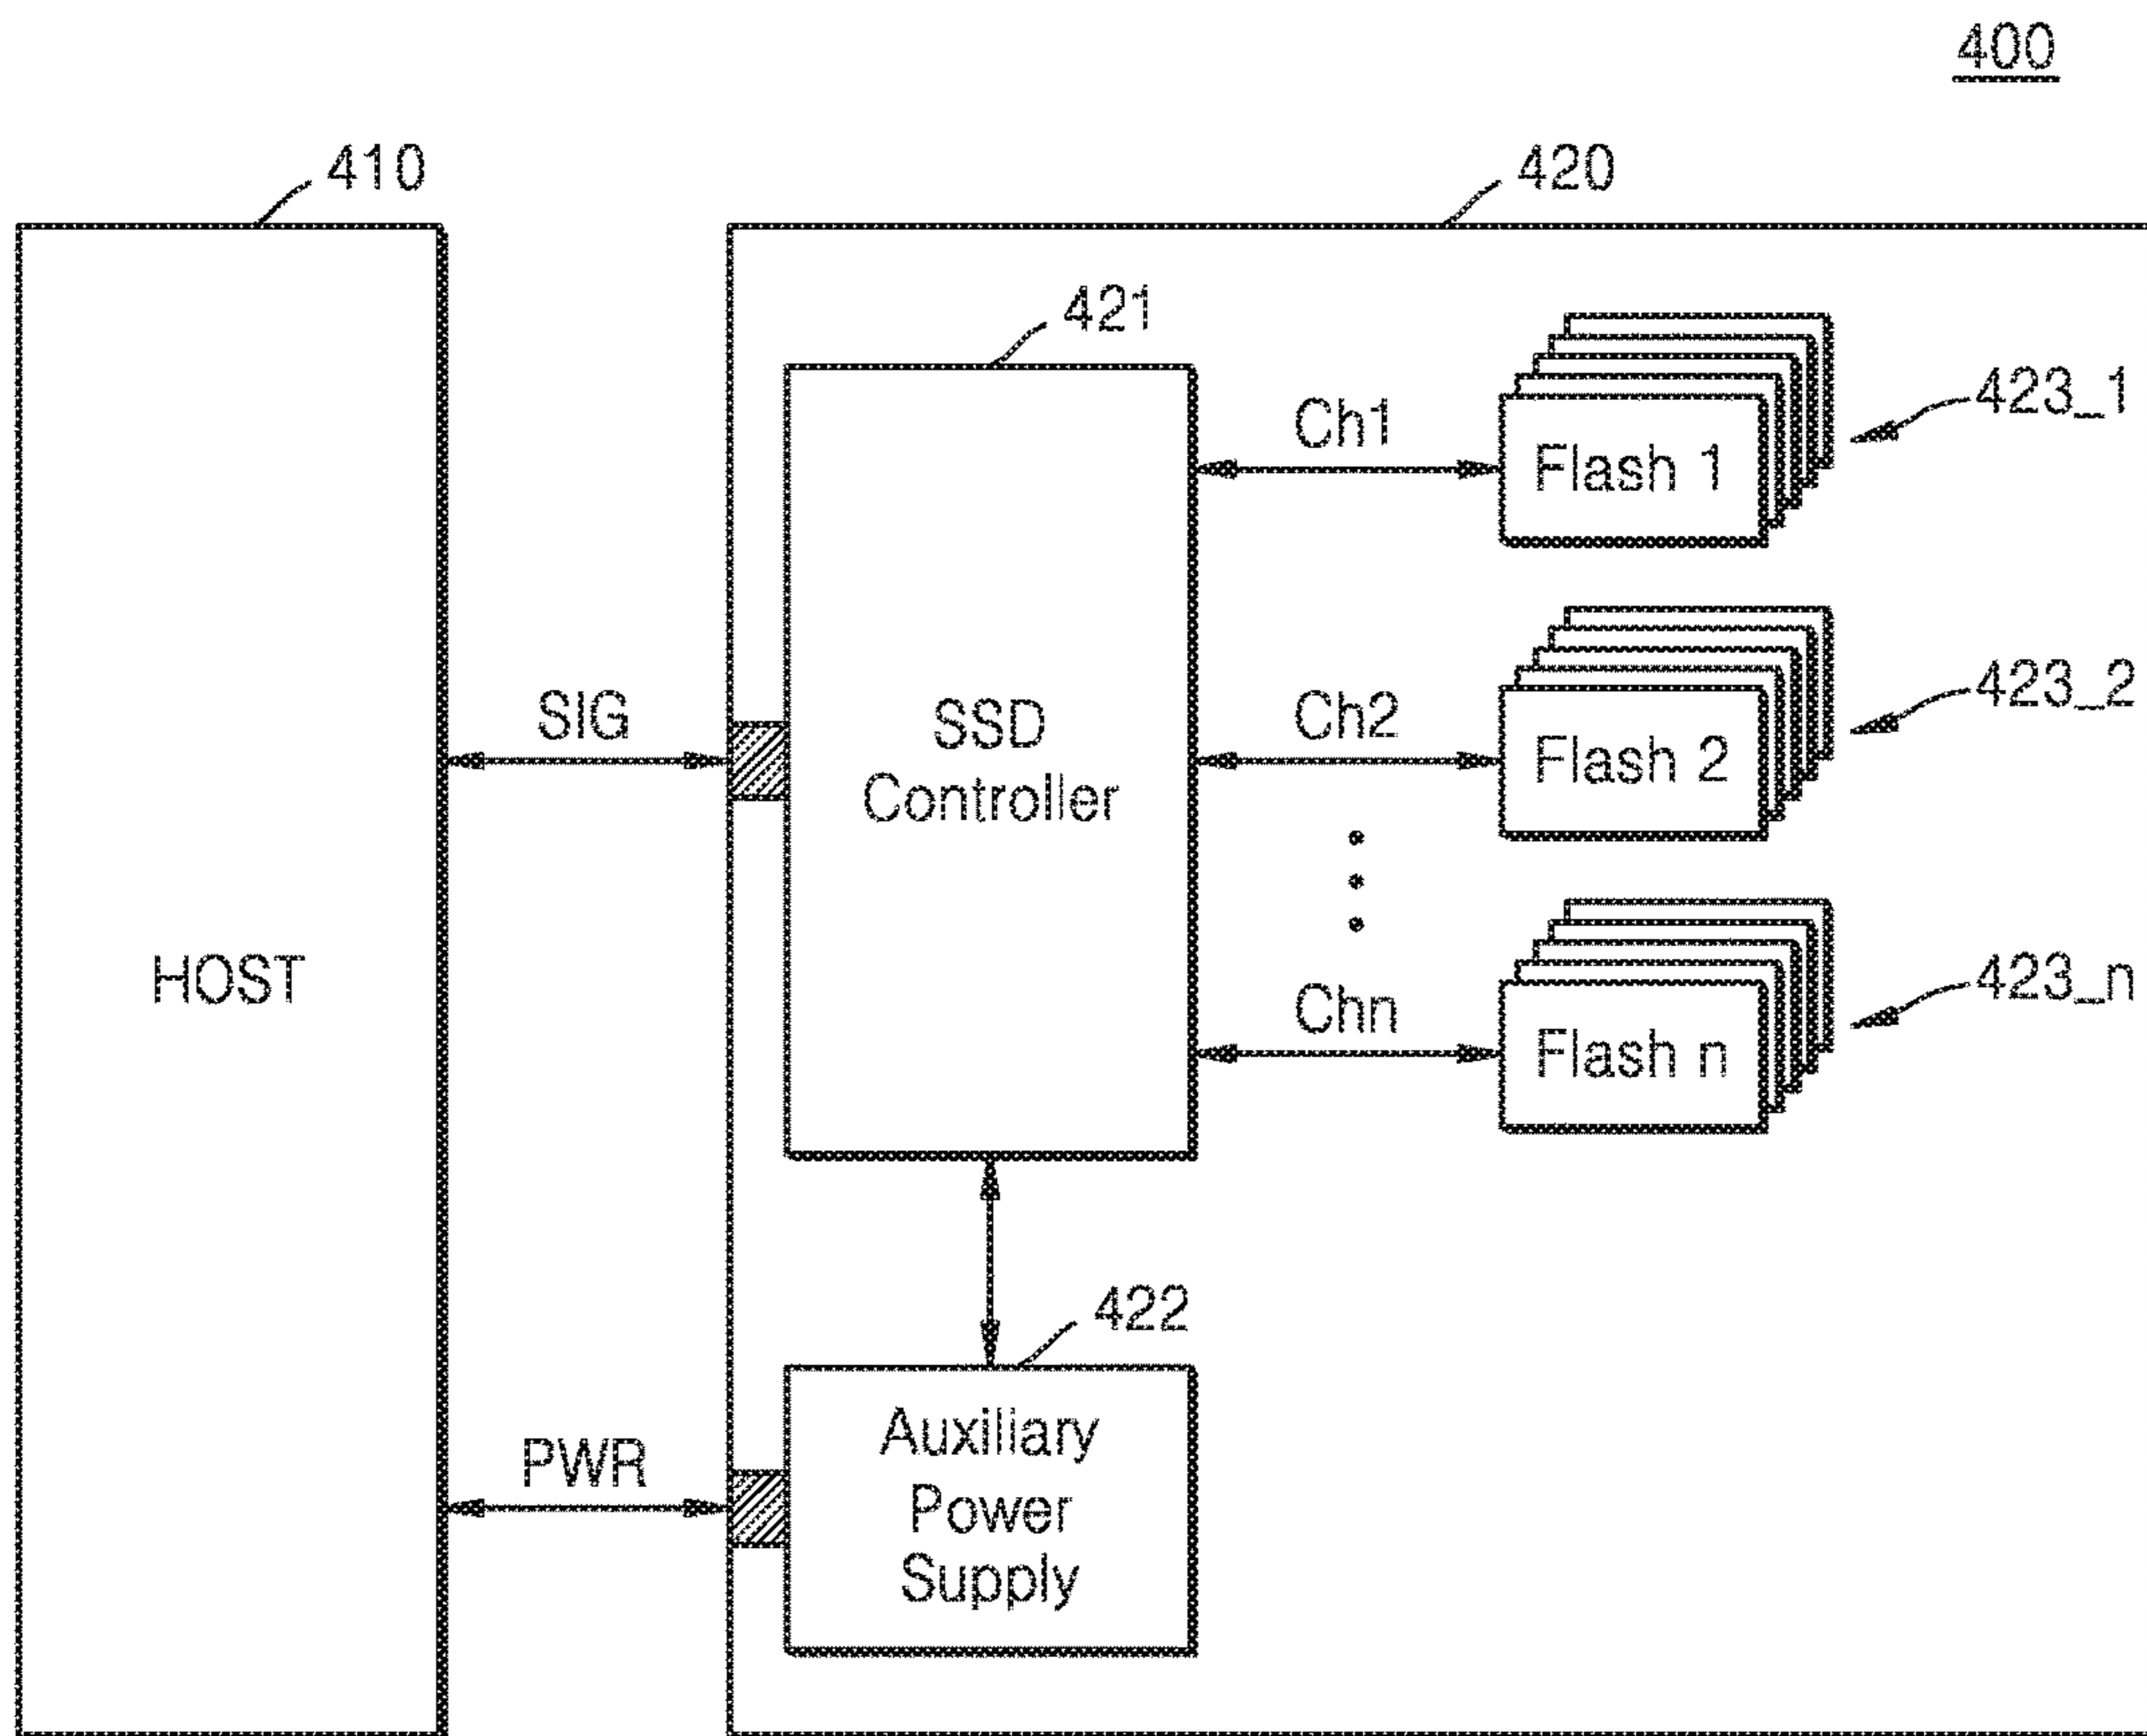 400
410
420
421
423_1
Ch1
Flash 1
423_2
SIG
SSD
Controller
Ch2
Flash 2
HOST
423_n
Chn
Flash n
422
PWR
Auxiliary
Power
Supply